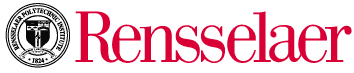 RENSSELAER POLYTECHNIC INSTITUTE
1824
Rensselaer